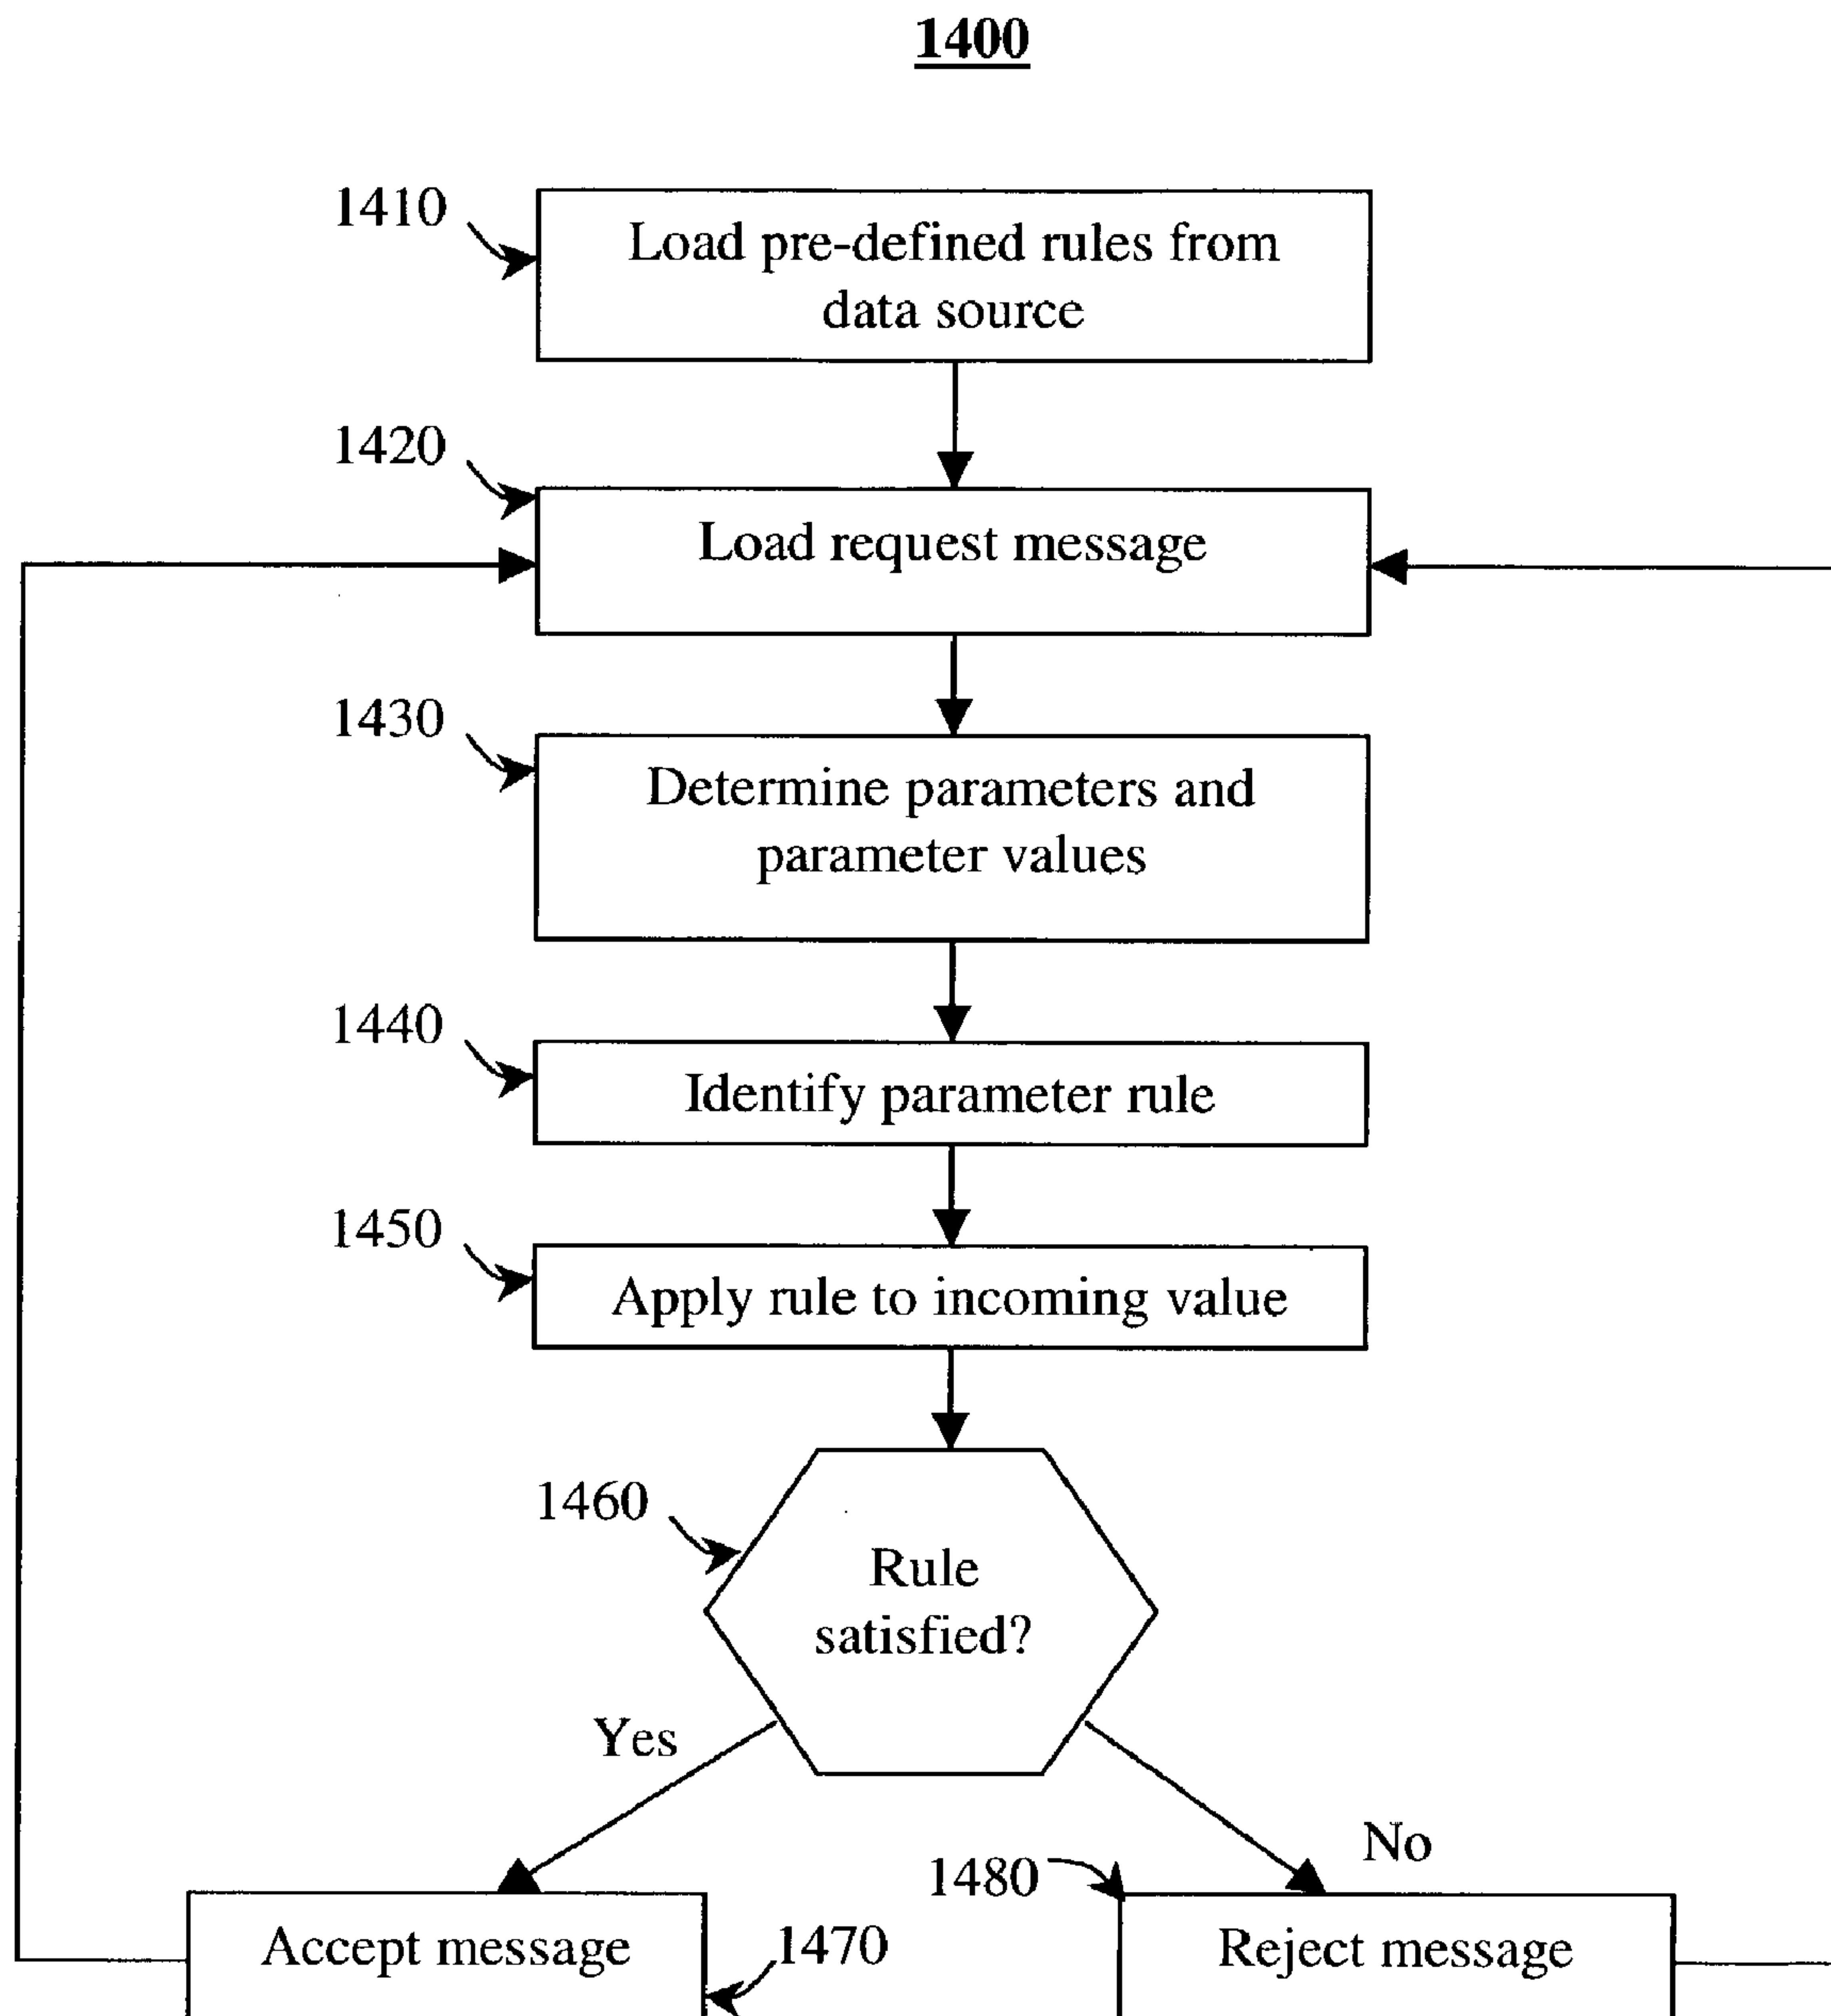 1400
1410
Load pre-defined rules from
data source
1420
Load request message
1430
Determine parameters and
parameter values
1440
Identify parameter rule
1450
Apply rule to incoming value
1460
Rule
satisfied?
Yes
No
1480
Accept message
1470
Reject message